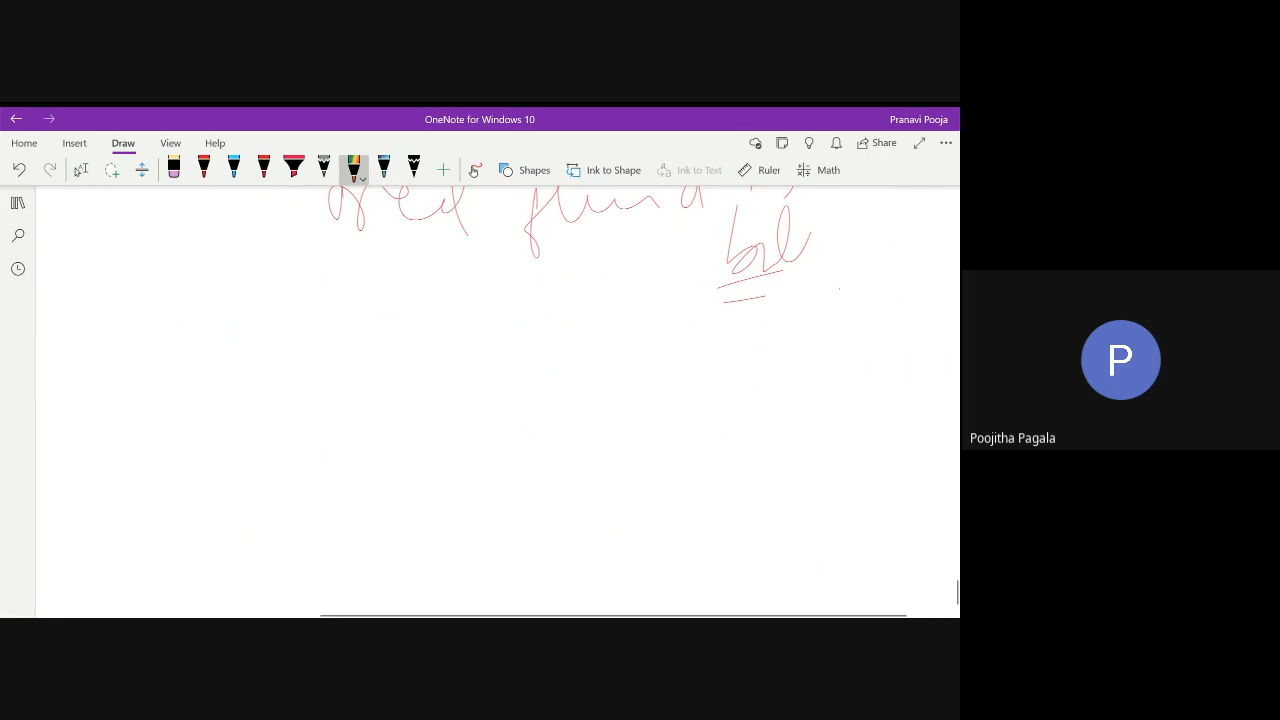 OneNote for Windows 10
Pranavi Pooja
Home Insert Draw View Help Share
Shapes Ink to Shape Ink to Text Ruler Math
fluid
P
Poojitha Pagala